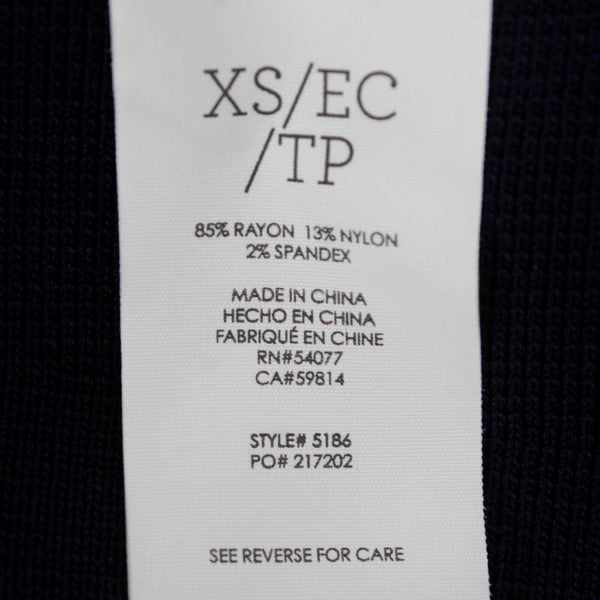 XS/EC
/TP
85% RAYON 13% NYLON
2% SPANDEX
MADE IN CHINA
HECHO EN CHINA
FABRIQUÉ EN CHINE
RN#54077
CA#59814
STYLE# 5186
PO# 217202
SEE REVERSE FOR CARE